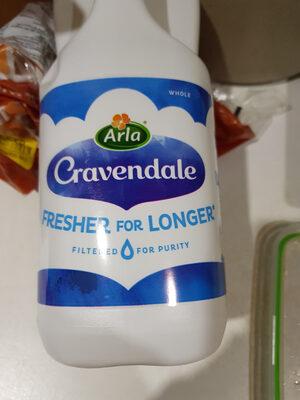 WHOLE
Arla
Cravendale
FRESHER FOR LONGER*
FILTERED FOR PURITY